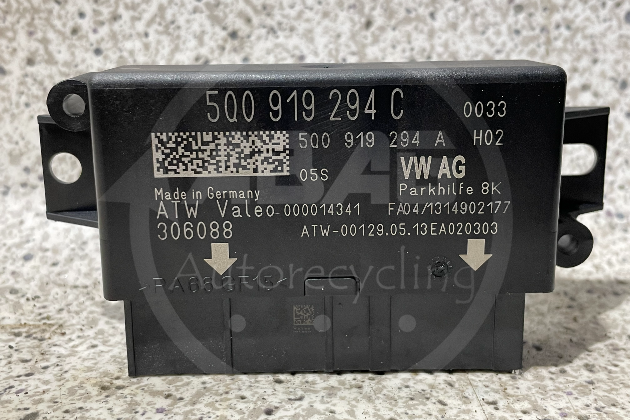 5Q0 919 294 C 0033
5Q0 919 294 A H02
05S VW AG
Made in Germany Parkhilfe 8K
ATW Valeo 000014341 FA04/1314902177
306088 ATW-00129.05.13EA020303
Autorecycling